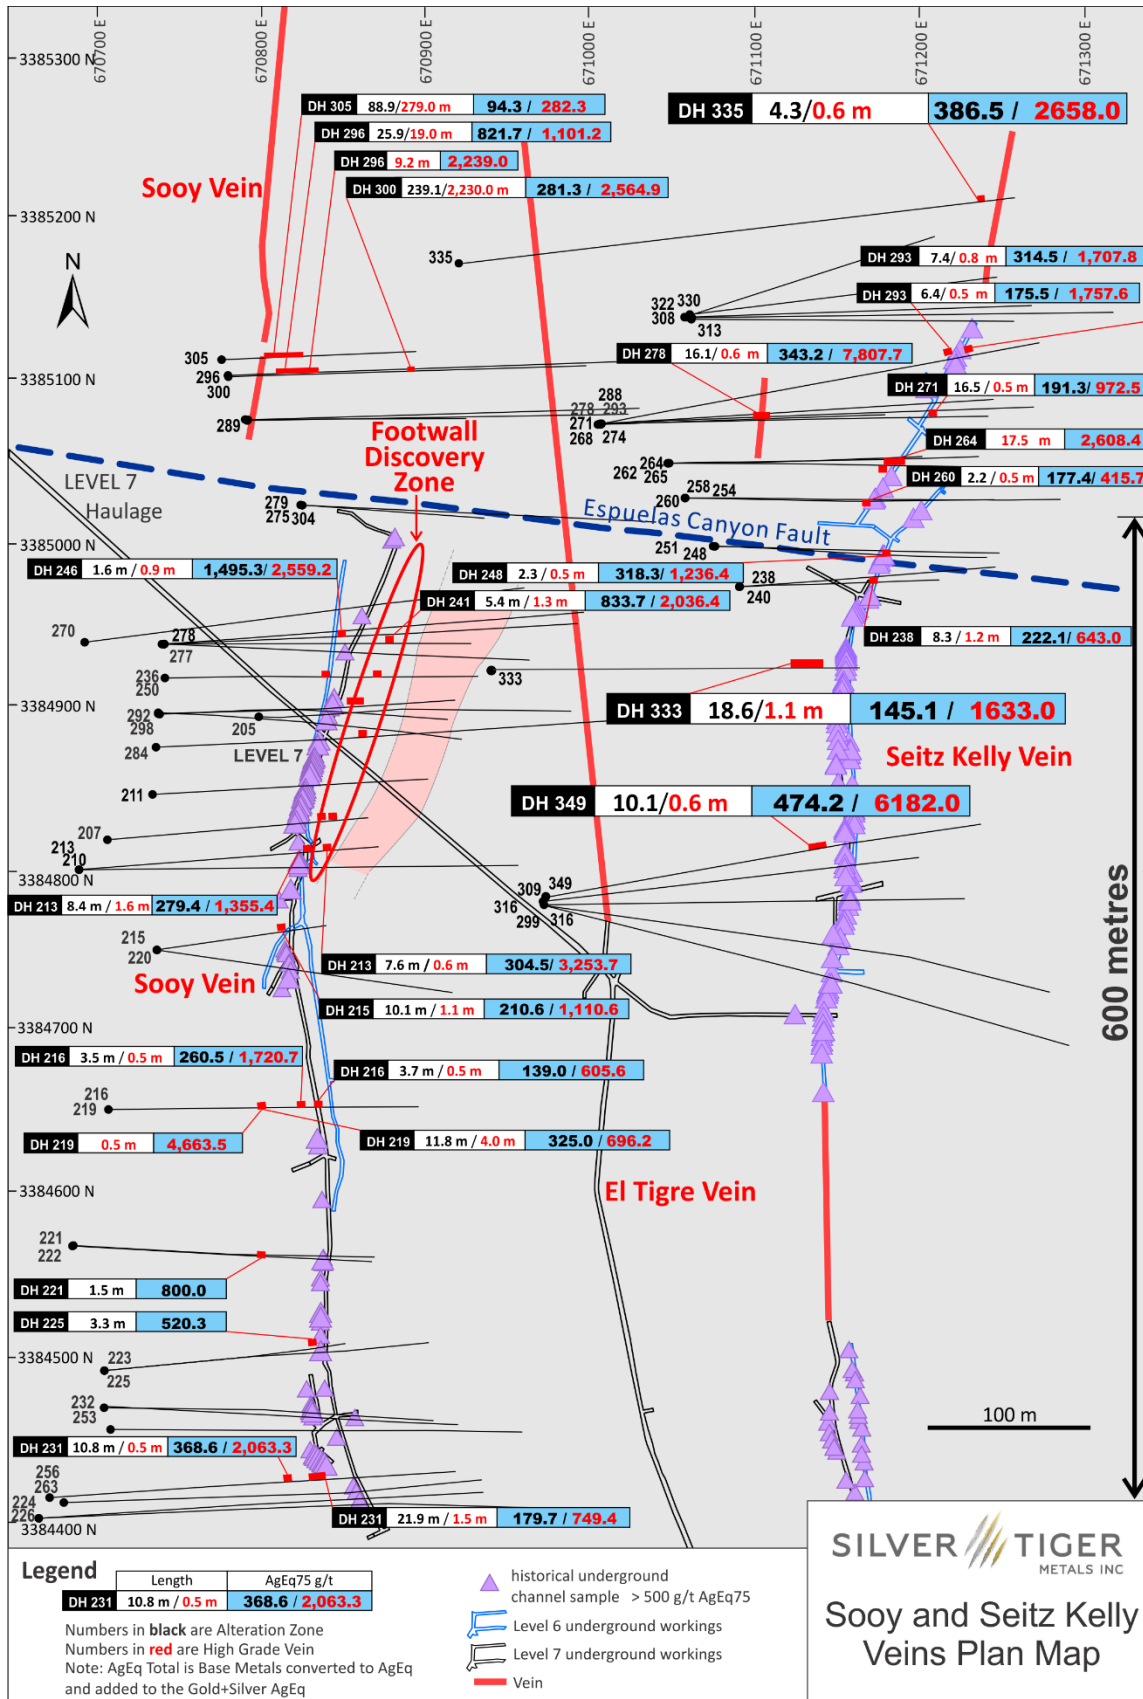 670700 E
670800 E
670900 E
671000 E
671100 E
671200 E
671300 E
3385300 N
DH 305 88.9/279.0 m 94.3 / 282.3
DH 335 4.3/0.6 m 386.5 / 2658.0
DH 296 25.9/19.0 m 821.7 / 1,101.2
DH 296 9.2 m 2,239.0
Sooy Vein
DH 300 239.1/2,230.0 m 281.3 / 2,564.9
3385200 N
N
335
DH 293 7.4/ 0.8 m 314.5 / 1,707.8
DH 293 6.4/ 0.5 m 175.5 / 1,757.6
322 330
308
313
305
296
300
DH 278 16.1/ 0.6 m 343.2 / 7,807.7
3385100 N
DH 271 16.5 / 0.5 m 191.3/ 972.5
288
278 293
271
268 274
289
Footwall
Discovery
Zone
DH 264 17.5 m 2,608.4
264
262 265
DH 260 2.2 / 0.5 m 177.4/ 415.7
LEVEL 7
Haulage
279
275 304
258 254
260
Espuelas Canyon Fault
3385000 N
251
248
DH 246 1.6 m / 0.9 m 1,495.3/ 2,559.2
DH 248 2.3 / 0.5 m 318.3/ 1,236.4
238
240
DH 241 5.4 m / 1.3 m 833.7 / 2,036.4
270
278
277
DH 238 8.3 / 1.2 m 222.1/ 643.0
236
250
333
3384900 N
292
298
205
DH 333 18.6/1.1 m 145.1 / 1633.0
284
LEVEL 7
Seitz Kelly Vein
211
DH 349 10.1/0.6 m 474.2 / 6182.0
207
213
210
3384800 N
309 349
316
299 316
DH 213 8.4 m / 1.6 m 279.4 / 1,355.4
215
220
DH 213 7.6 m / 0.6 m 304.5/ 3,253.7
Sooy Vein
DH 215 10.1 m / 1.1 m 210.6 / 1,110.6
600 metres
3384700 N
DH 216 3.5 m / 0.5 m 260.5 / 1,720.7
DH 216 3.7 m / 0.5 m 139.0 / 605.6
216
219
DH 219 0.5 m 4,663.5
DH 219 11.8 m / 4.0 m 325.0 / 696.2
3384600 N
El Tigre Vein
221
222
DH 221 1.5 m 800.0
DH 225 3.3 m 520.3
3384500 N
223
225
232
253
100 m
DH 231 10.8 m / 0.5 m 368.6 / 2,063.3
256
263
224
226
DH 231 21.9 m / 1.5 m 179.7 / 749.4
3384400 N
Legend
Length AgEq75 g/t
DH 231 10.8 m / 0.5 m 368.6 / 2,063.3
Numbers in black are Alteration Zone
Numbers in red are High Grade Vein
Note: AgEq Total is Base Metals converted to AgEq
and added to the Gold+Silver AgEq
historical underground
channel sample > 500 g/t AgEq75
Level 6 underground workings
Level 7 underground workings
Vein
SILVER TIGER
METALS INC
Sooy and Seitz Kelly
Veins Plan Map